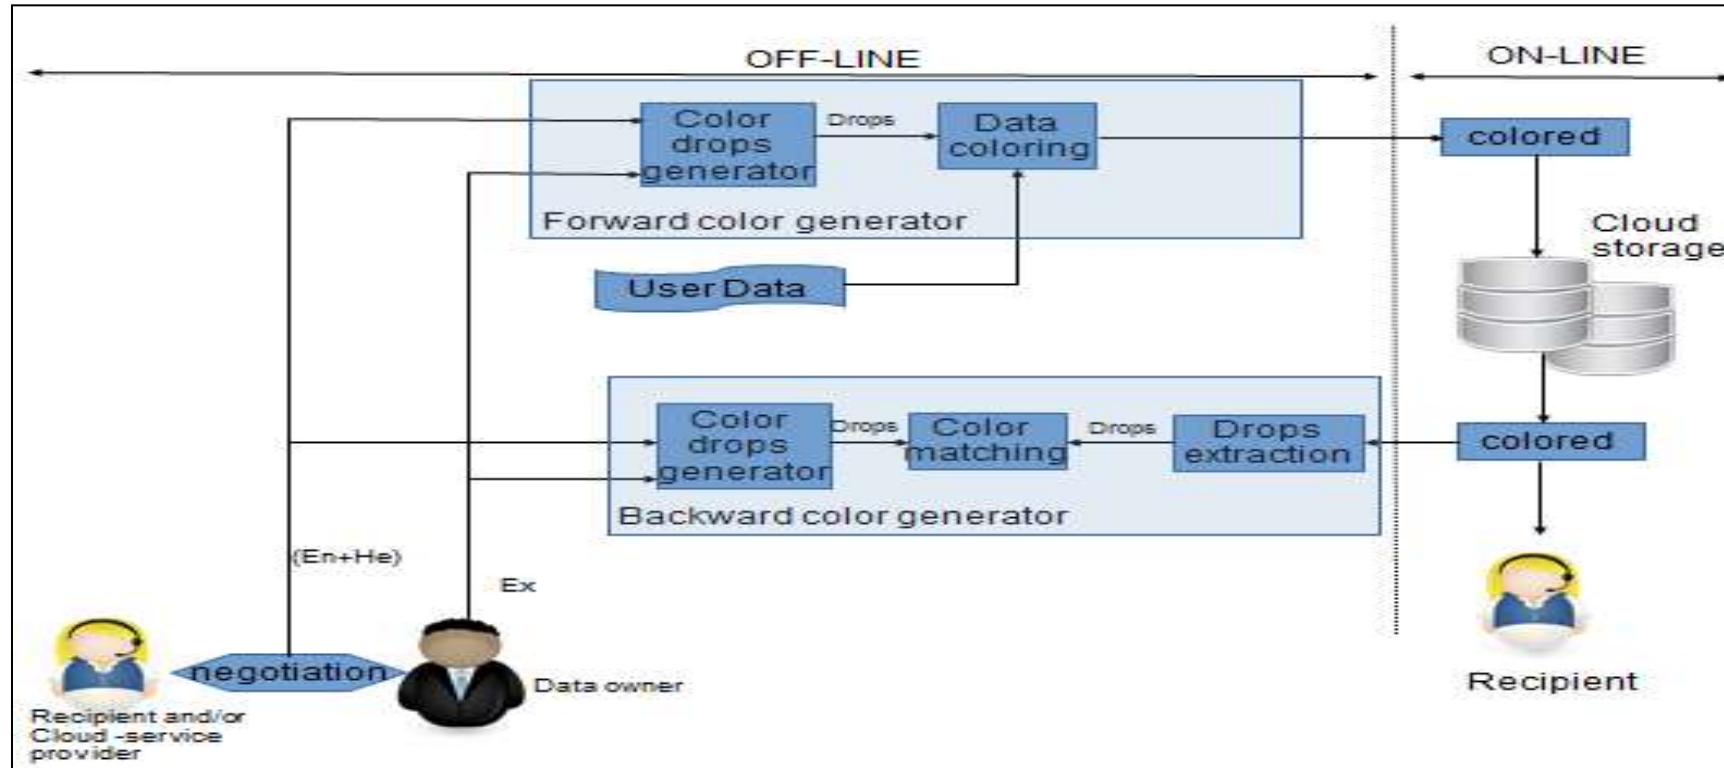 OFF-LINE
ON-LINE
Color
drops
generator
Drops
Data
coloring
colored
Forward color generator
Cloud
storage
User Data
Color
drops
generator
Drops
Color
matching
Drops
Drops
extraction
colored
Backward color generator
(En+He)
Ex
negotiation
Data owner
Recipient and/or
Cloud -service
provider
Recipient